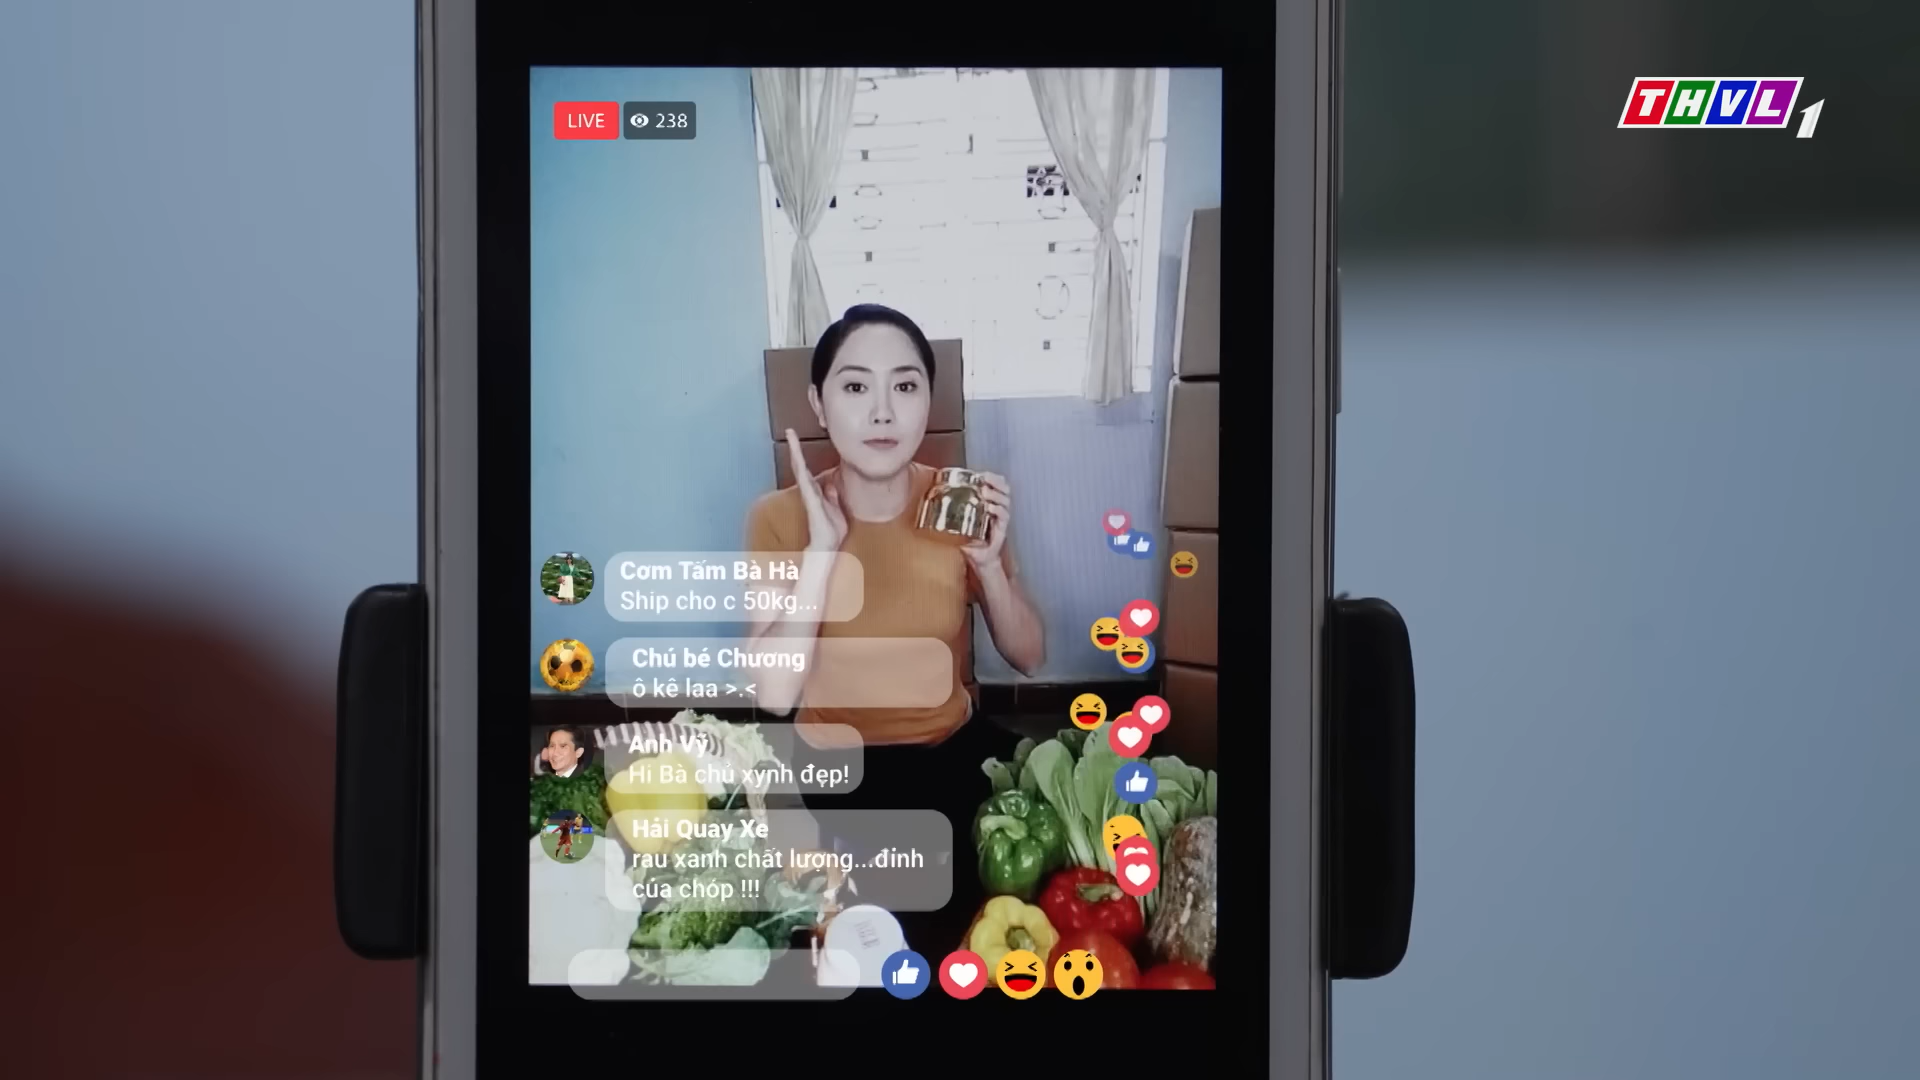 THVL1
LIVE 238
Cơm Tấm Bà Hà
Ship cho c 50kg...
Chú bé Chương
ô kê laa >.<
Anh Vỹ
Hi Bà chủ xynh đẹp!
Hải Quay Xe
rau xanh chất lượng...đỉnh
của chóp !!!